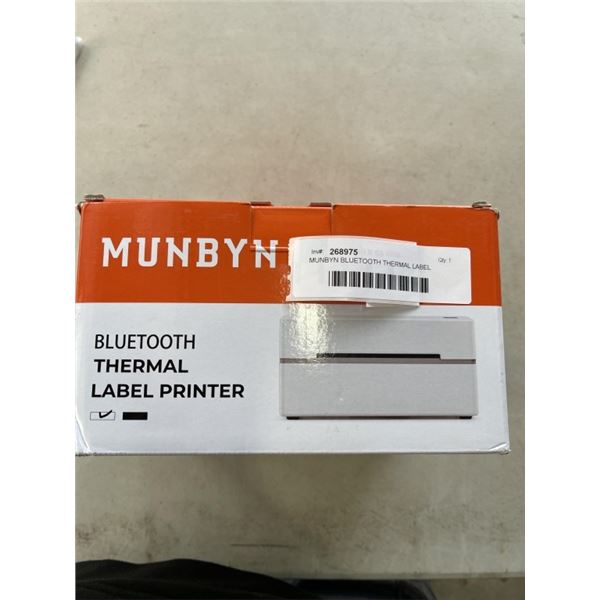 MUNBYN
Inv#: 268975
Qty: 1
MUNBYN BLUETOOTH THERMAL LABEL
BLUETOOTH
THERMAL
LABEL PRINTER